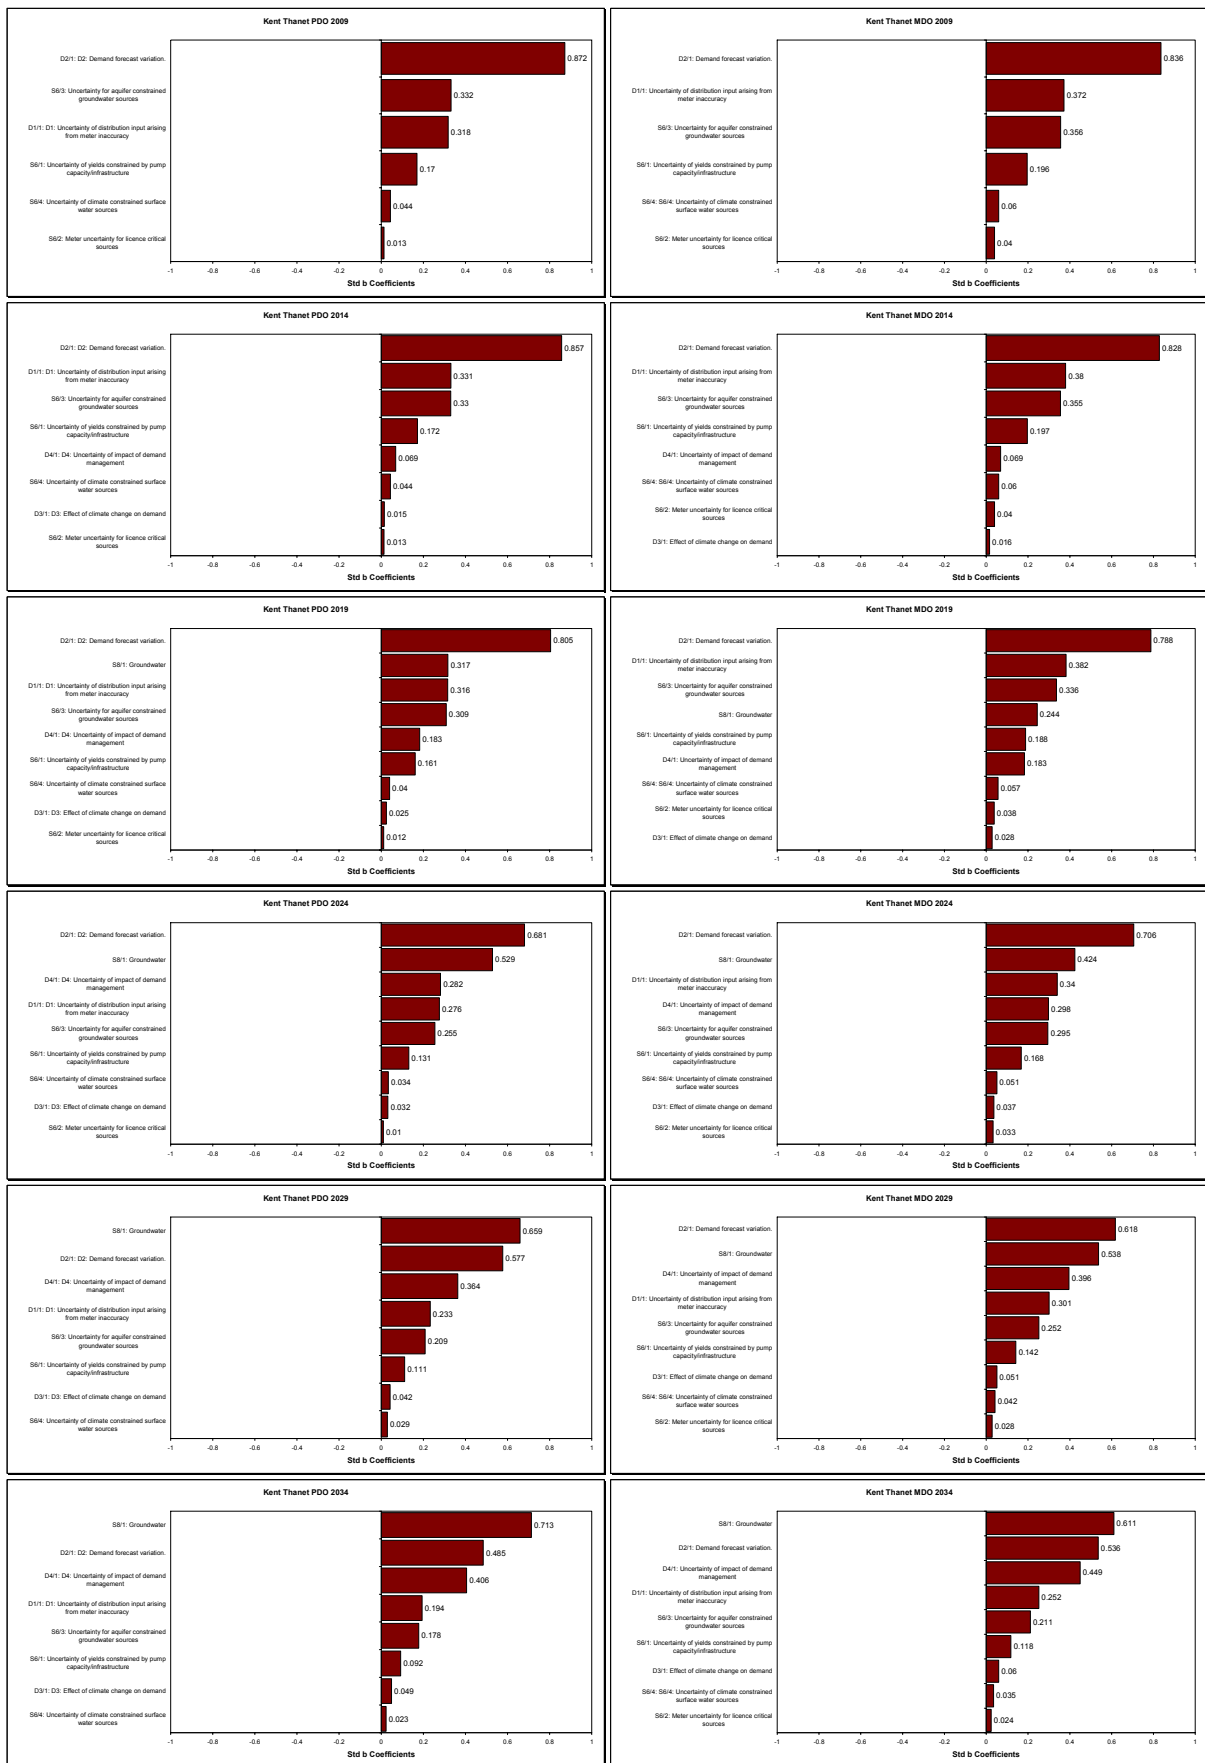 Kent Thanet PDO 2009
D2/1: D2: Demand forecast variation.
0.872
S6/3: Uncertainty for aquifer constrained
groundwater sources
0.332
D1/1: D1: Uncertainty of distribution input arising
from meter inaccuracy
0.318
S6/1: Uncertainty of yields constrained by pump
capacity/infrastructure
0.17
S6/4: Uncertainty of climate constrained surface
water sources
0.044
S6/2: Meter uncertainty for licence critical
sources
0.013
-1 -0.8 -0.6 -0.4 -0.2 0 0.2 0.4 0.6 0.8 1
Std b Coefficients
Kent Thanet MDO 2009
D2/1: Demand forecast variation.
0.836
D1/1: Uncertainty of distribution input arising from
meter inaccuracy
0.372
S6/3: Uncertainty for aquifer constrained
groundwater sources
0.356
S6/1: Uncertainty of yields constrained by pump
capacity/infrastructure
0.196
S6/4: S6/4: Uncertainty of climate constrained
surface water sources
0.06
S6/2: Meter uncertainty for licence critical
sources
0.04
-1 -0.8 -0.6 -0.4 -0.2 0 0.2 0.4 0.6 0.8 1
Std b Coefficients
Kent Thanet PDO 2014
D2/1: D2: Demand forecast variation.
0.857
D1/1: D1: Uncertainty of distribution input arising
from meter inaccuracy
0.331
S6/3: Uncertainty for aquifer constrained
groundwater sources
0.33
S6/1: Uncertainty of yields constrained by pump
capacity/infrastructure
0.172
D4/1: D4: Uncertainty of impact of demand
management
0.069
S6/4: Uncertainty of climate constrained surface
water sources
0.044
D3/1: D3: Effect of climate change on demand
0.015
S6/2: Meter uncertainty for licence critical
sources
0.013
-1 -0.8 -0.6 -0.4 -0.2 0 0.2 0.4 0.6 0.8 1
Std b Coefficients
Kent Thanet MDO 2014
D2/1: Demand forecast variation.
0.828
D1/1: Uncertainty of distribution input arising from
meter inaccuracy
0.38
S6/3: Uncertainty for aquifer constrained
groundwater sources
0.355
S6/1: Uncertainty of yields constrained by pump
capacity/infrastructure
0.197
D4/1: Uncertainty of impact of demand
management
0.069
S6/4: S6/4: Uncertainty of climate constrained
surface water sources
0.06
S6/2: Meter uncertainty for licence critical
sources
0.04
D3/1: Effect of climate change on demand
0.016
-1 -0.8 -0.6 -0.4 -0.2 0 0.2 0.4 0.6 0.8 1
Std b Coefficients
Kent Thanet PDO 2019
D2/1: D2: Demand forecast variation.
0.805
S8/1: Groundwater
0.317
D1/1: D1: Uncertainty of distribution input arising
from meter inaccuracy
0.316
S6/3: Uncertainty for aquifer constrained
groundwater sources
0.309
D4/1: D4: Uncertainty of impact of demand
management
0.183
S6/1: Uncertainty of yields constrained by pump
capacity/infrastructure
0.161
S6/4: Uncertainty of climate constrained surface
water sources
0.04
D3/1: D3: Effect of climate change on demand
0.025
S6/2: Meter uncertainty for licence critical
sources
0.012
-1 -0.8 -0.6 -0.4 -0.2 0 0.2 0.4 0.6 0.8 1
Std b Coefficients
Kent Thanet MDO 2019
D2/1: Demand forecast variation.
0.788
D1/1: Uncertainty of distribution input arising from
meter inaccuracy
0.382
S6/3: Uncertainty for aquifer constrained
groundwater sources
0.336
S8/1: Groundwater
0.244
S6/1: Uncertainty of yields constrained by pump
capacity/infrastructure
0.188
D4/1: Uncertainty of impact of demand
management
0.183
S6/4: S6/4: Uncertainty of climate constrained
surface water sources
0.057
S6/2: Meter uncertainty for licence critical
sources
0.038
D3/1: Effect of climate change on demand
0.028
-1 -0.8 -0.6 -0.4 -0.2 0 0.2 0.4 0.6 0.8 1
Std b Coefficients
Kent Thanet PDO 2024
D2/1: D2: Demand forecast variation.
0.681
S8/1: Groundwater
0.529
D4/1: D4: Uncertainty of impact of demand
management
0.282
D1/1: D1: Uncertainty of distribution input arising
from meter inaccuracy
0.276
S6/3: Uncertainty for aquifer constrained
groundwater sources
0.255
S6/1: Uncertainty of yields constrained by pump
capacity/infrastructure
0.131
S6/4: Uncertainty of climate constrained surface
water sources
0.034
D3/1: D3: Effect of climate change on demand
0.032
S6/2: Meter uncertainty for licence critical
sources
0.01
-1 -0.8 -0.6 -0.4 -0.2 0 0.2 0.4 0.6 0.8 1
Std b Coefficients
Kent Thanet MDO 2024
D2/1: Demand forecast variation.
0.706
S8/1: Groundwater
0.424
D1/1: Uncertainty of distribution input arising from
meter inaccuracy
0.34
D4/1: Uncertainty of impact of demand
management
0.298
S6/3: Uncertainty for aquifer constrained
groundwater sources
0.295
S6/1: Uncertainty of yields constrained by pump
capacity/infrastructure
0.168
S6/4: S6/4: Uncertainty of climate constrained
surface water sources
0.051
D3/1: Effect of climate change on demand
0.037
S6/2: Meter uncertainty for licence critical
sources
0.033
-1 -0.8 -0.6 -0.4 -0.2 0 0.2 0.4 0.6 0.8 1
Std b Coefficients
Kent Thanet PDO 2029
S8/1: Groundwater
0.659
D2/1: D2: Demand forecast variation.
0.577
D4/1: D4: Uncertainty of impact of demand
management
0.364
D1/1: D1: Uncertainty of distribution input arising
from meter inaccuracy
0.233
S6/3: Uncertainty for aquifer constrained
groundwater sources
0.209
S6/1: Uncertainty of yields constrained by pump
capacity/infrastructure
0.111
D3/1: D3: Effect of climate change on demand
0.042
S6/4: Uncertainty of climate constrained surface
water sources
0.029
-1 -0.8 -0.6 -0.4 -0.2 0 0.2 0.4 0.6 0.8 1
Std b Coefficients
Kent Thanet MDO 2029
D2/1: Demand forecast variation.
0.618
S8/1: Groundwater
0.538
D4/1: Uncertainty of impact of demand
management
0.396
D1/1: Uncertainty of distribution input arising from
meter inaccuracy
0.301
S6/3: Uncertainty for aquifer constrained
groundwater sources
0.252
S6/1: Uncertainty of yields constrained by pump
capacity/infrastructure
0.142
D3/1: Effect of climate change on demand
0.051
S6/4: S6/4: Uncertainty of climate constrained
surface water sources
0.042
S6/2: Meter uncertainty for licence critical
sources
0.028
-1 -0.8 -0.6 -0.4 -0.2 0 0.2 0.4 0.6 0.8 1
Std b Coefficients
Kent Thanet PDO 2034
S8/1: Groundwater
0.713
D2/1: D2: Demand forecast variation.
0.485
D4/1: D4: Uncertainty of impact of demand
management
0.406
D1/1: D1: Uncertainty of distribution input arising
from meter inaccuracy
0.194
S6/3: Uncertainty for aquifer constrained
groundwater sources
0.178
S6/1: Uncertainty of yields constrained by pump
capacity/infrastructure
0.092
D3/1: D3: Effect of climate change on demand
0.049
S6/4: Uncertainty of climate constrained surface
water sources
0.023
-1 -0.8 -0.6 -0.4 -0.2 0 0.2 0.4 0.6 0.8 1
Std b Coefficients
Kent Thanet MDO 2034
S8/1: Groundwater
0.611
D2/1: Demand forecast variation.
0.536
D4/1: Uncertainty of impact of demand
management
0.449
D1/1: Uncertainty of distribution input arising from
meter inaccuracy
0.252
S6/3: Uncertainty for aquifer constrained
groundwater sources
0.211
S6/1: Uncertainty of yields constrained by pump
capacity/infrastructure
0.118
D3/1: Effect of climate change on demand
0.06
S6/4: S6/4: Uncertainty of climate constrained
surface water sources
0.035
S6/2: Meter uncertainty for licence critical
sources
0.024
-1 -0.8 -0.6 -0.4 -0.2 0 0.2 0.4 0.6 0.8 1
Std b Coefficients